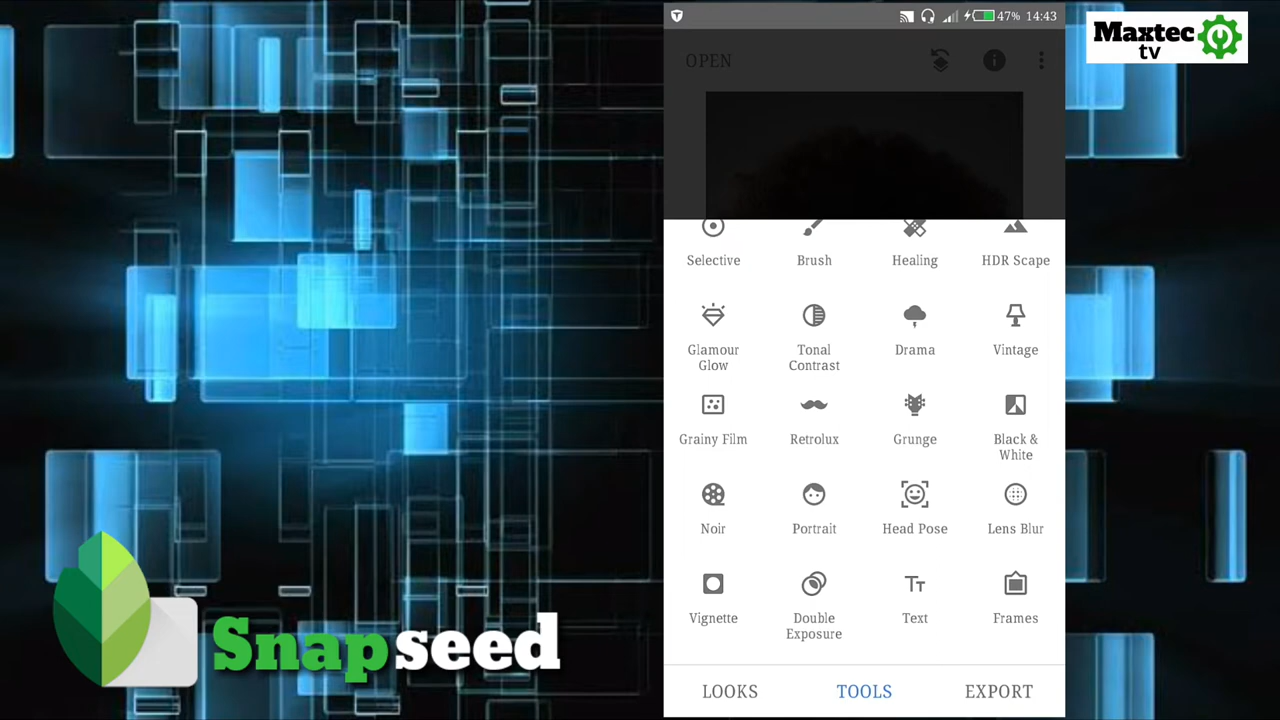 47% 14:43
Maxtec
tv
OPEN
Selective Brush Healing HDR Scape
Glamour Glow
Tonal Contrast
Drama
Vintage
Grainy Film
Retrolux
Grunge
Black & White
Noir
Portrait
Head Pose
Lens Blur
Vignette
Double Exposure
Text
Frames
Snapseed
LOOKS TOOLS EXPORT